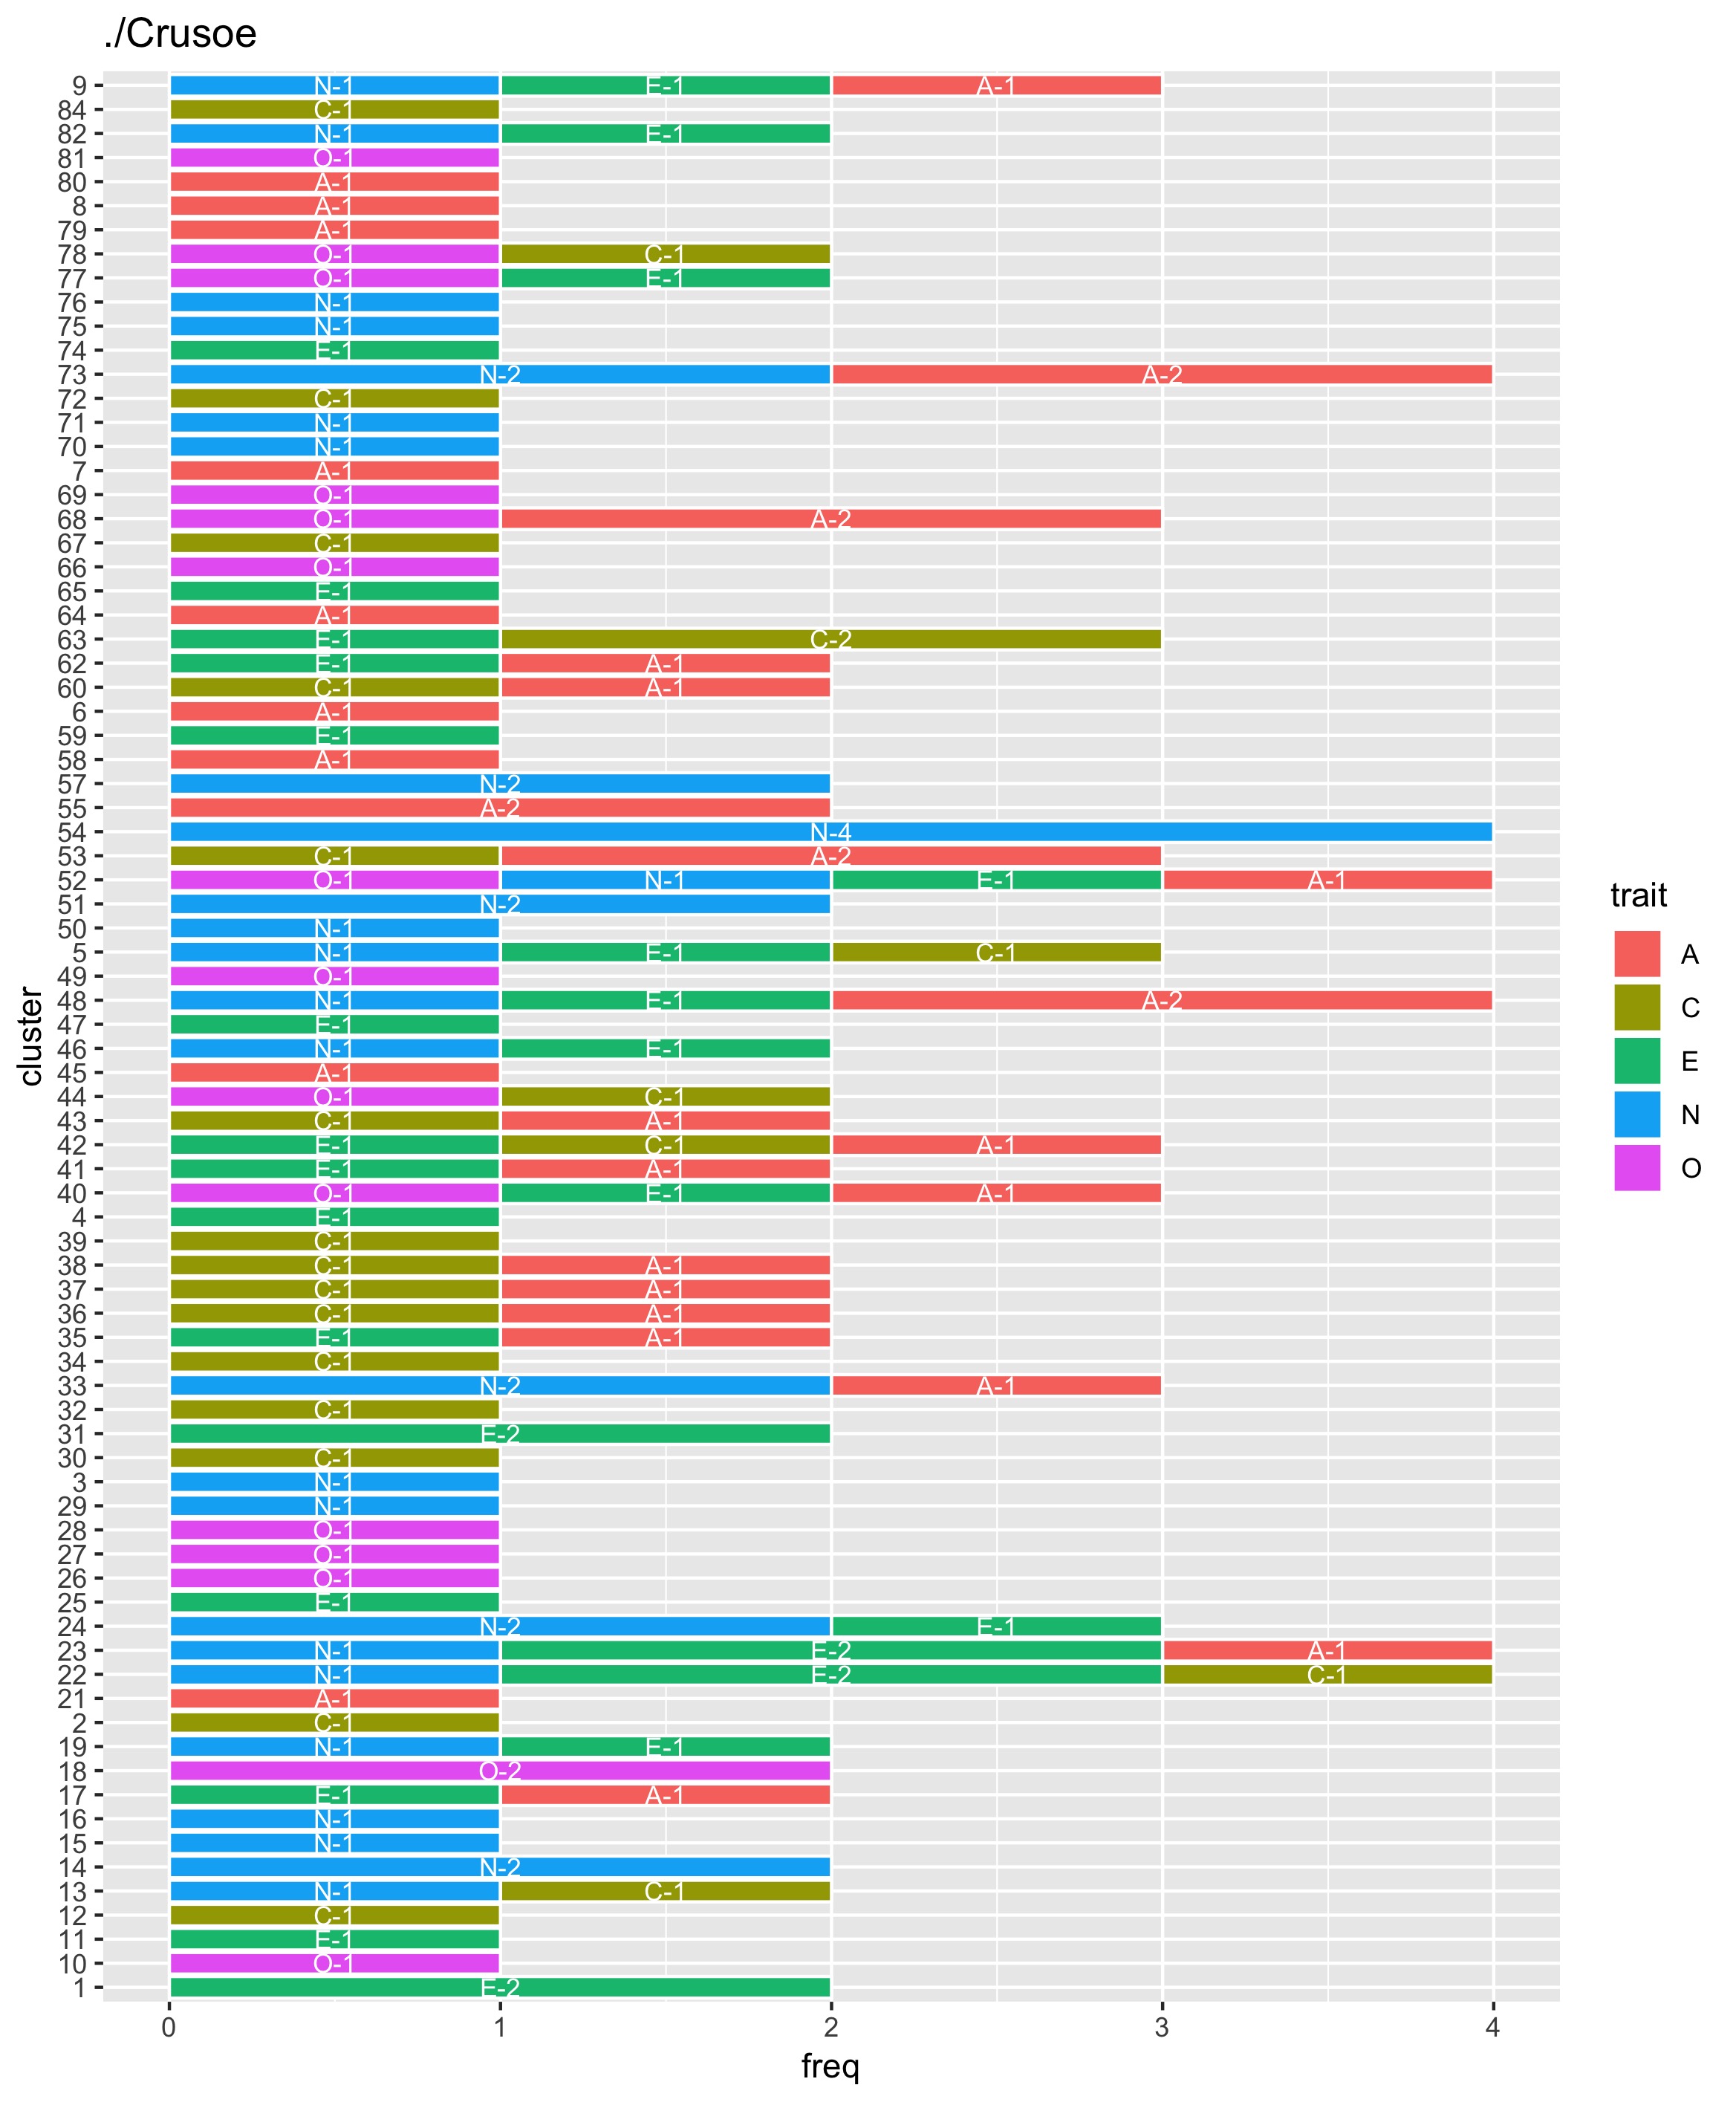 ./Crusoe
9 N-1 E-1 A-1
84 C-1
82 N-1 E-1
81 O-1
80 A-1
8 A-1
79 A-1
78 O-1 C-1
77 O-1 E-1
76 N-1
75 N-1
74 E-1
73 N-2 A-2
72 C-1
71 N-1
70 N-1
7 A-1
69 O-1
68 O-1 A-2
67 C-1
66 O-1
65 E-1
64 A-1
63 E-1 C-2
62 E-1 A-1
60 C-1 A-1
6 A-1
59 E-1
58 A-1
57 N-2
55 A-2
54 N-4
53 C-1 A-2
52 O-1 N-1 E-1 A-1
51 N-2
50 N-1
5 N-1 E-1 C-1
49 O-1
48 N-1 E-1 A-2
47 E-1
46 N-1 E-1
45 A-1
44 O-1 C-1
43 C-1 A-1
42 E-1 C-1 A-1
41 E-1 A-1
40 O-1 E-1 A-1
4 E-1
39 C-1
38 C-1 A-1
37 C-1 A-1
36 C-1 A-1
35 E-1 A-1
34 C-1
33 N-2 A-1
32 C-1
31 E-2
30 C-1
3 N-1
29 N-1
28 O-1
27 O-1
26 O-1
25 E-1
24 N-2 E-1
23 N-1 E-2 A-1
22 N-1 E-2 C-1
21 A-1
2 C-1
19 N-1 E-1
18 O-2
17 E-1 A-1
16 N-1
15 N-1
14 N-2
13 N-1 C-1
12 C-1
11 E-1
10 O-1
1 E-2
0 1 2 3 4
freq
cluster
trait
A
C
E
N
O